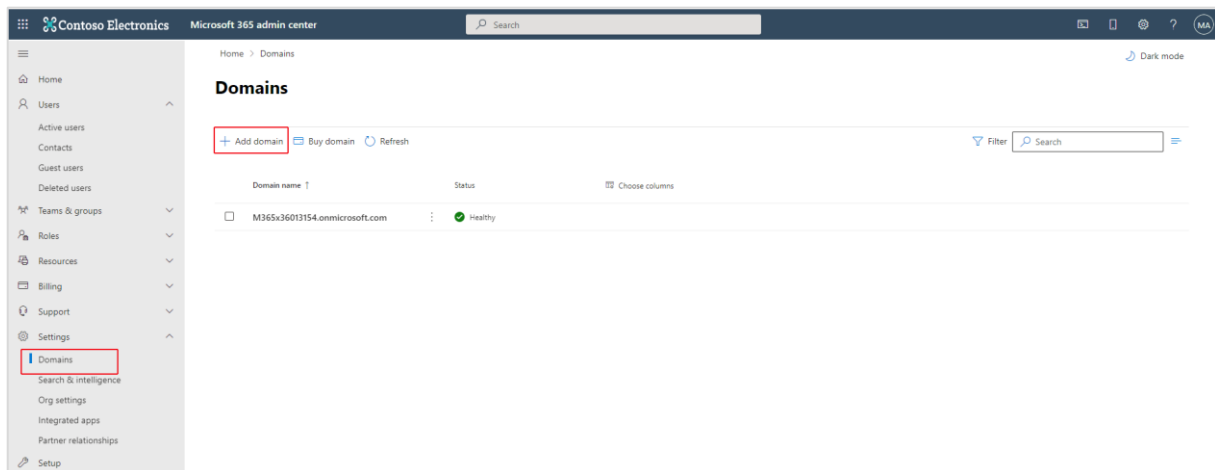 Contoso Electronics Microsoft 365 admin center Search ? MA
Home > Domains Dark mode
Home
Users
Active users
Contacts
Guest users
Deleted users
Teams & groups
Roles
Resources
Billing
Support
Settings
Domains
Search & intelligence
Org settings
Integrated apps
Partner relationships
Setup
Domains
+ Add domain Buy domain Refresh Filter Search
Domain name ↑ Status Choose columns
M365x36013154.onmicrosoft.com Healthy